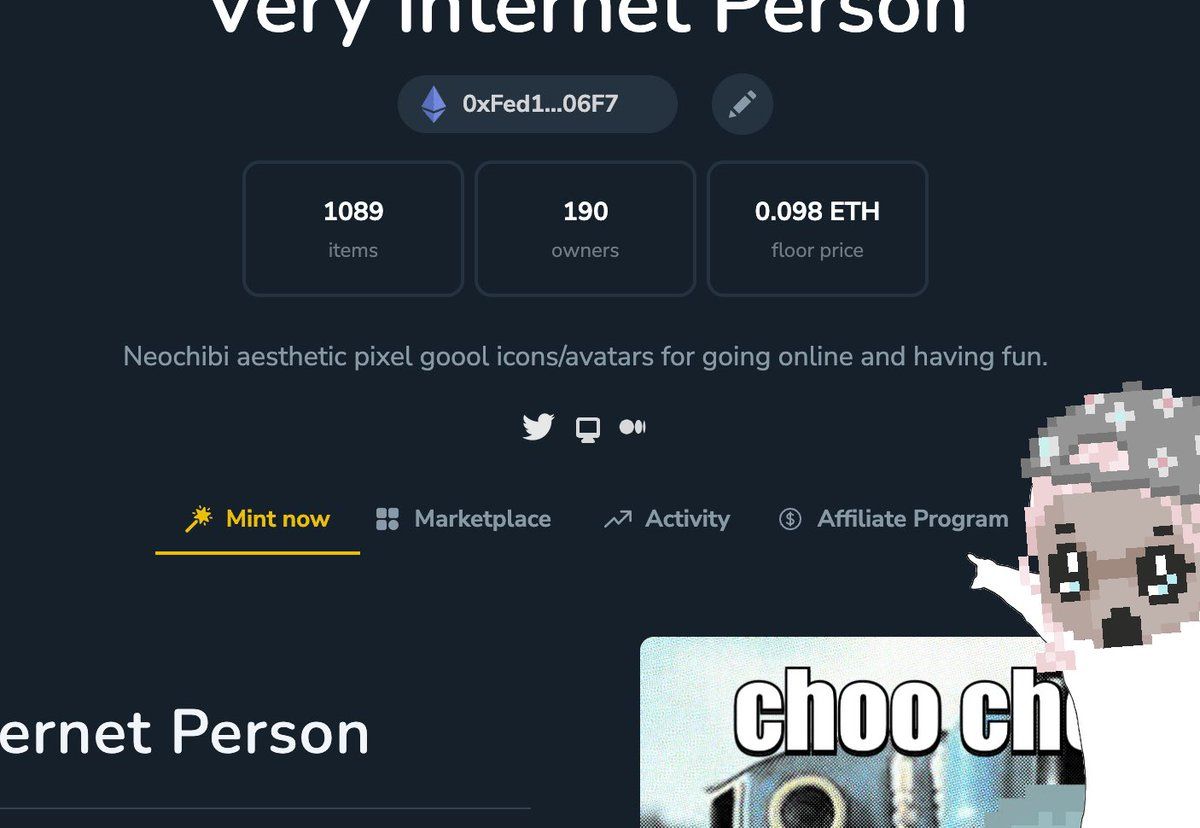 Very Internet Person
0xFed1...06F7
1089
items
190
owners
0.098 ETH
floor price
Neochibi aesthetic pixel goool icons/avatars for going online and having fun.
Mint now
Marketplace
Activity
Affiliate Program
choo ch
ernet Person